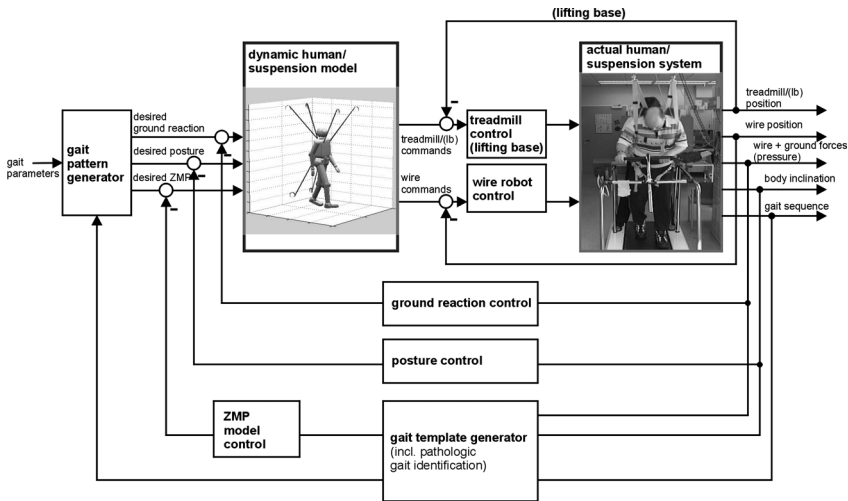 (lifting base)
dynamic human/
suspension model
actual human/
suspension system
gait
parameters
gait
pattern
generator
desired
ground reaction
desired posture
desired ZMP
treadmill/(lb)
commands
wire
commands
treadmill
control
(lifting base)
wire robot
control
treadmill/(lb)
position
wire position
wire + ground forces
(pressure)
body inclination
gait sequence
ground reaction control
posture control
ZMP
model
control
gait template generator
(incl. pathologic
gait identification)